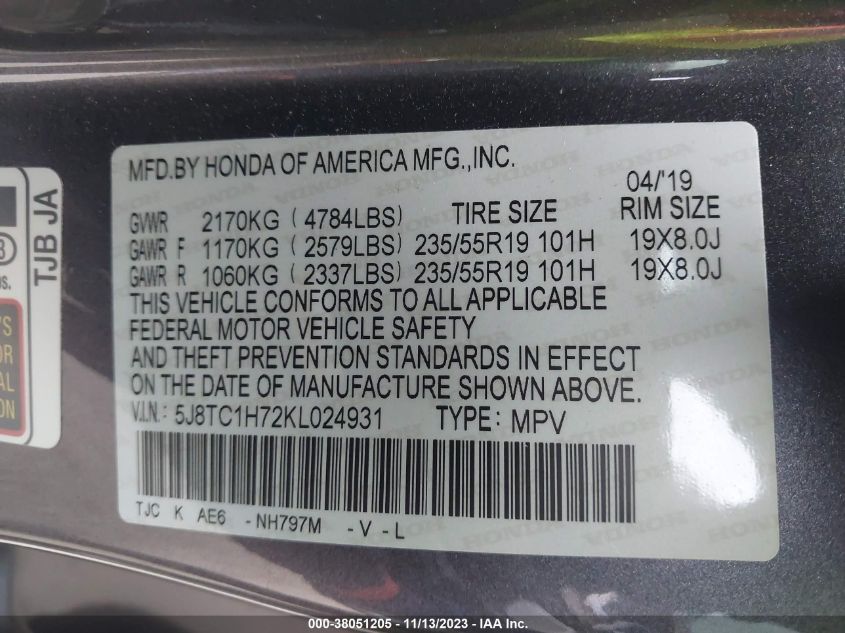 MFD.BY HONDA OF AMERICA MFG.,INC.
04/'19
GVWR 2170KG (4784LBS) TIRE SIZE RIM SIZE
GAWR F 1170KG (2579LBS) 235/55R19 101H 19X8.0J
GAWR R 1060KG (2337LBS) 235/55R19 101H 19X8.0J
THIS VEHICLE CONFORMS TO ALL APPLICABLE
FEDERAL MOTOR VEHICLE SAFETY
AND THEFT PREVENTION STANDARDS IN EFFECT
ON THE DATE OF MANUFACTURE SHOWN ABOVE.
V.I.N.: 5J8TC1H72KL024931 TYPE: MPV
TJC K AE6 -NH797M -V-L
TJB JA
000-38051205 - 11/13/2023 - IAA Inc.